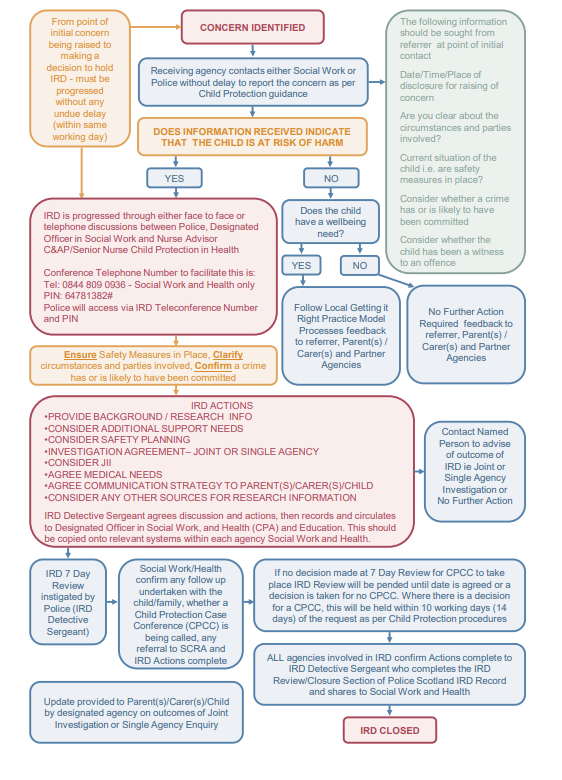 From point of
initial concern
being raised to
making a
decision to hold
IRD - must be
progressed
without any
undue delay
(within same
working day)
CONCERN IDENTIFIED
Receiving agency contacts either Social Work or
Police without delay to report the concern as per
Child Protection guidance
The following information
should be sought from
referrer at point of initial
contact
Date/Time/Place of
disclosure for raising of
concern
Are you clear about the
circumstances and parties
involved?
Current situation of the
child i.e. are safety
measures in place?
Consider whether a crime
has or is likely to have
been committed
Consider whether the
child has been a witness
to an offence
DOES INFORMATION RECEIVED INDICATE
THAT THE CHILD IS AT RISK OF HARM
YES
NO
IRD is progressed through either face to face or
telephone discussions between Police, Designated
Officer in Social Work and Nurse Advisor
C&AP/Senior Nurse Child Protection in Health
Conference Telephone Number to facilitate this is:
Tel: 0844 809 0936 - Social Work and Health only
PIN: 64781382#
Police will access via IRD Teleconference Number
and PIN
Does the child
have a wellbeing
need?
YES
NO
Follow Local Getting it
Right Practice Model
Processes feedback
to referrer, Parent(s) /
Carer(s) and Partner
Agencies
No Further Action
Required feedback to
referrer, Parent(s) /
Carer(s) and Partner
Agencies
Ensure Safety Measures in Place, Clarify
circumstances and parties involved, Confirm a crime
has or is likely to have been committed
IRD ACTIONS
•PROVIDE BACKGROUND / RESEARCH INFO
•CONSIDER ADDITIONAL SUPPORT NEEDS
•CONSIDER SAFETY PLANNING
•INVESTIGATION AGREEMENT– JOINT OR SINGLE AGENCY
•CONSIDER JII
•AGREE MEDICAL NEEDS
•AGREE COMMUNICATION STRATEGY TO PARENT(S)/CARER(S)/CHILD
•CONSIDER ANY OTHER SOURCES FOR RESEARCH INFORMATION
IRD Detective Sergeant agrees discussion and actions, then records and circulates
to Designated Officer in Social Work, and Health (CPA) and Education. This should
be copied onto relevant systems within each agency Social Work and Health.
Contact Named
Person to advise
of outcome of
IRD ie Joint or
Single Agency
Investigation or
No Further Action
IRD 7 Day
Review
instigated by
Police (IRD
Detective
Sergeant)
Social Work/Health
confirm any follow up
undertaken with the
child/family, whether a
Child Protection Case
Conference (CPCC) is
being called, any
referral to SCRA and
IRD Actions complete
If no decision made at 7 Day Review for CPCC to take
place IRD Review will be pended until date is agreed or a
decision is taken for no CPCC. Where there is a decision
for a CPCC, this will be held within 10 working days (14
days) of the request as per Child Protection procedures
ALL agencies involved in IRD confirm Actions complete to
IRD Detective Sergeant who completes the IRD
Review/Closure Section of Police Scotland IRD Record
and shares to Social Work and Health
Update provided to Parent(s)/Carer(s)/Child
by designated agency on outcomes of Joint
Investigation or Single Agency Enquiry
IRD CLOSED